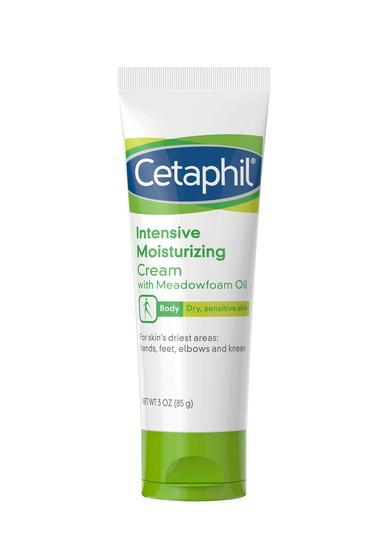 Cetaphil®
Intensive
Moisturizing
Cream
with Meadowfoam Oil
Body Dry, sensitive skin
For skin's driest areas:
hands, feet, elbows and knees
NET WT 3 OZ (85 g)